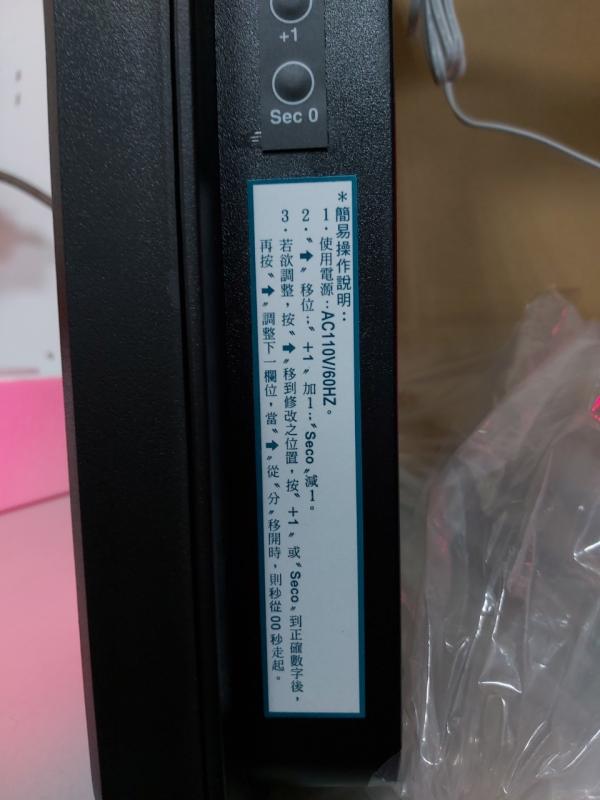 +1
Sec 0
＊簡易操作說明：
1．使用電源：AC110V/60HZ。
2．〝➡〞移位：〝＋1〞加1：〝Seco〞減1。
3．若欲調整，按〝➡〞移到修改之位置，按〝＋1〞或〝Seco〞到正確數字後，
再按〝➡〞調整下一欄位，當〝➡〞從〝分〞移開時，則秒從00秒走起。